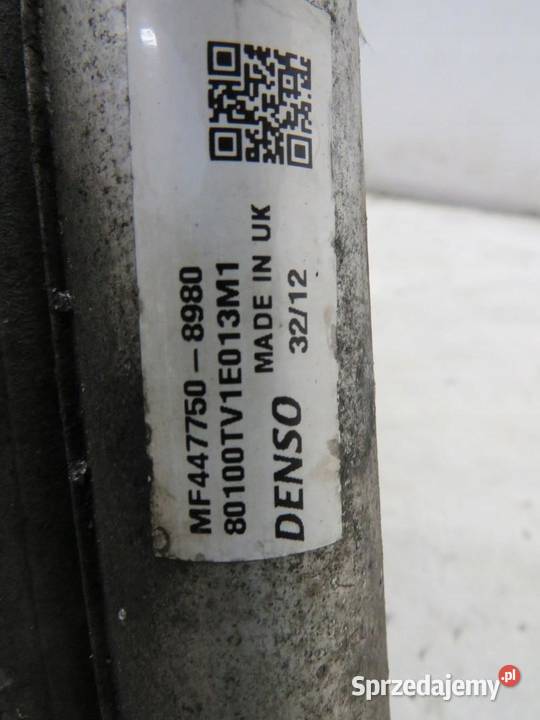 MF447750-8980
80100TV1E013M1
DENSO MADE IN UK
32/12
Sprzedajemy.pl